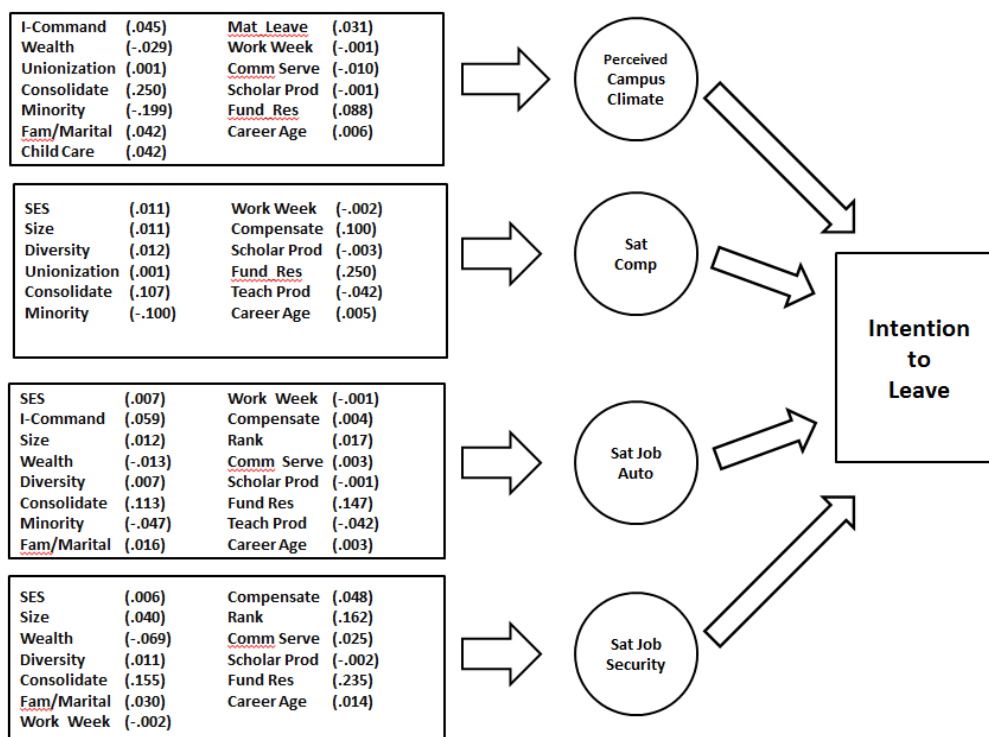 I-Command (.045) Mat_Leave (.031)
Wealth (-.029) Work Week (-.001)
Unionization (.001) Comm Serve (-.010)
Consolidate (.250) Scholar Prod (-.001)
Minority (-.199) Fund_Res (.088)
Fam/Marital (.042) Career Age (.006)
Child Care (.042)
Perceived
Campus
Climate
SES (.011) Work Week (-.002)
Size (.011) Compensate (.100)
Diversity (.012) Scholar Prod (-.003)
Unionization (.001) Fund_Res (.250)
Consolidate (.107) Teach Prod (-.042)
Minority (-.100) Career Age (.005)
Sat
Comp
Intention
to
Leave
SES (.007) Work Week (-.001)
I-Command (.059) Compensate (.004)
Size (.012) Rank (.017)
Wealth (-.013) Comm Serve (.003)
Diversity (.007) Scholar Prod (-.001)
Consolidate (.113) Fund Res (.147)
Minority (-.047) Teach Prod (-.042)
Fam/Marital (.016) Career Age (.003)
Sat Job
Auto
SES (.006) Compensate (.048)
Size (.040) Rank (.162)
Wealth (-.069) Comm Serve (.025)
Diversity (.011) Scholar Prod (-.002)
Consolidate (.155) Fund Res (.235)
Fam/Marital (.030) Career Age (.014)
Work Week (-.002)
Sat Job
Security